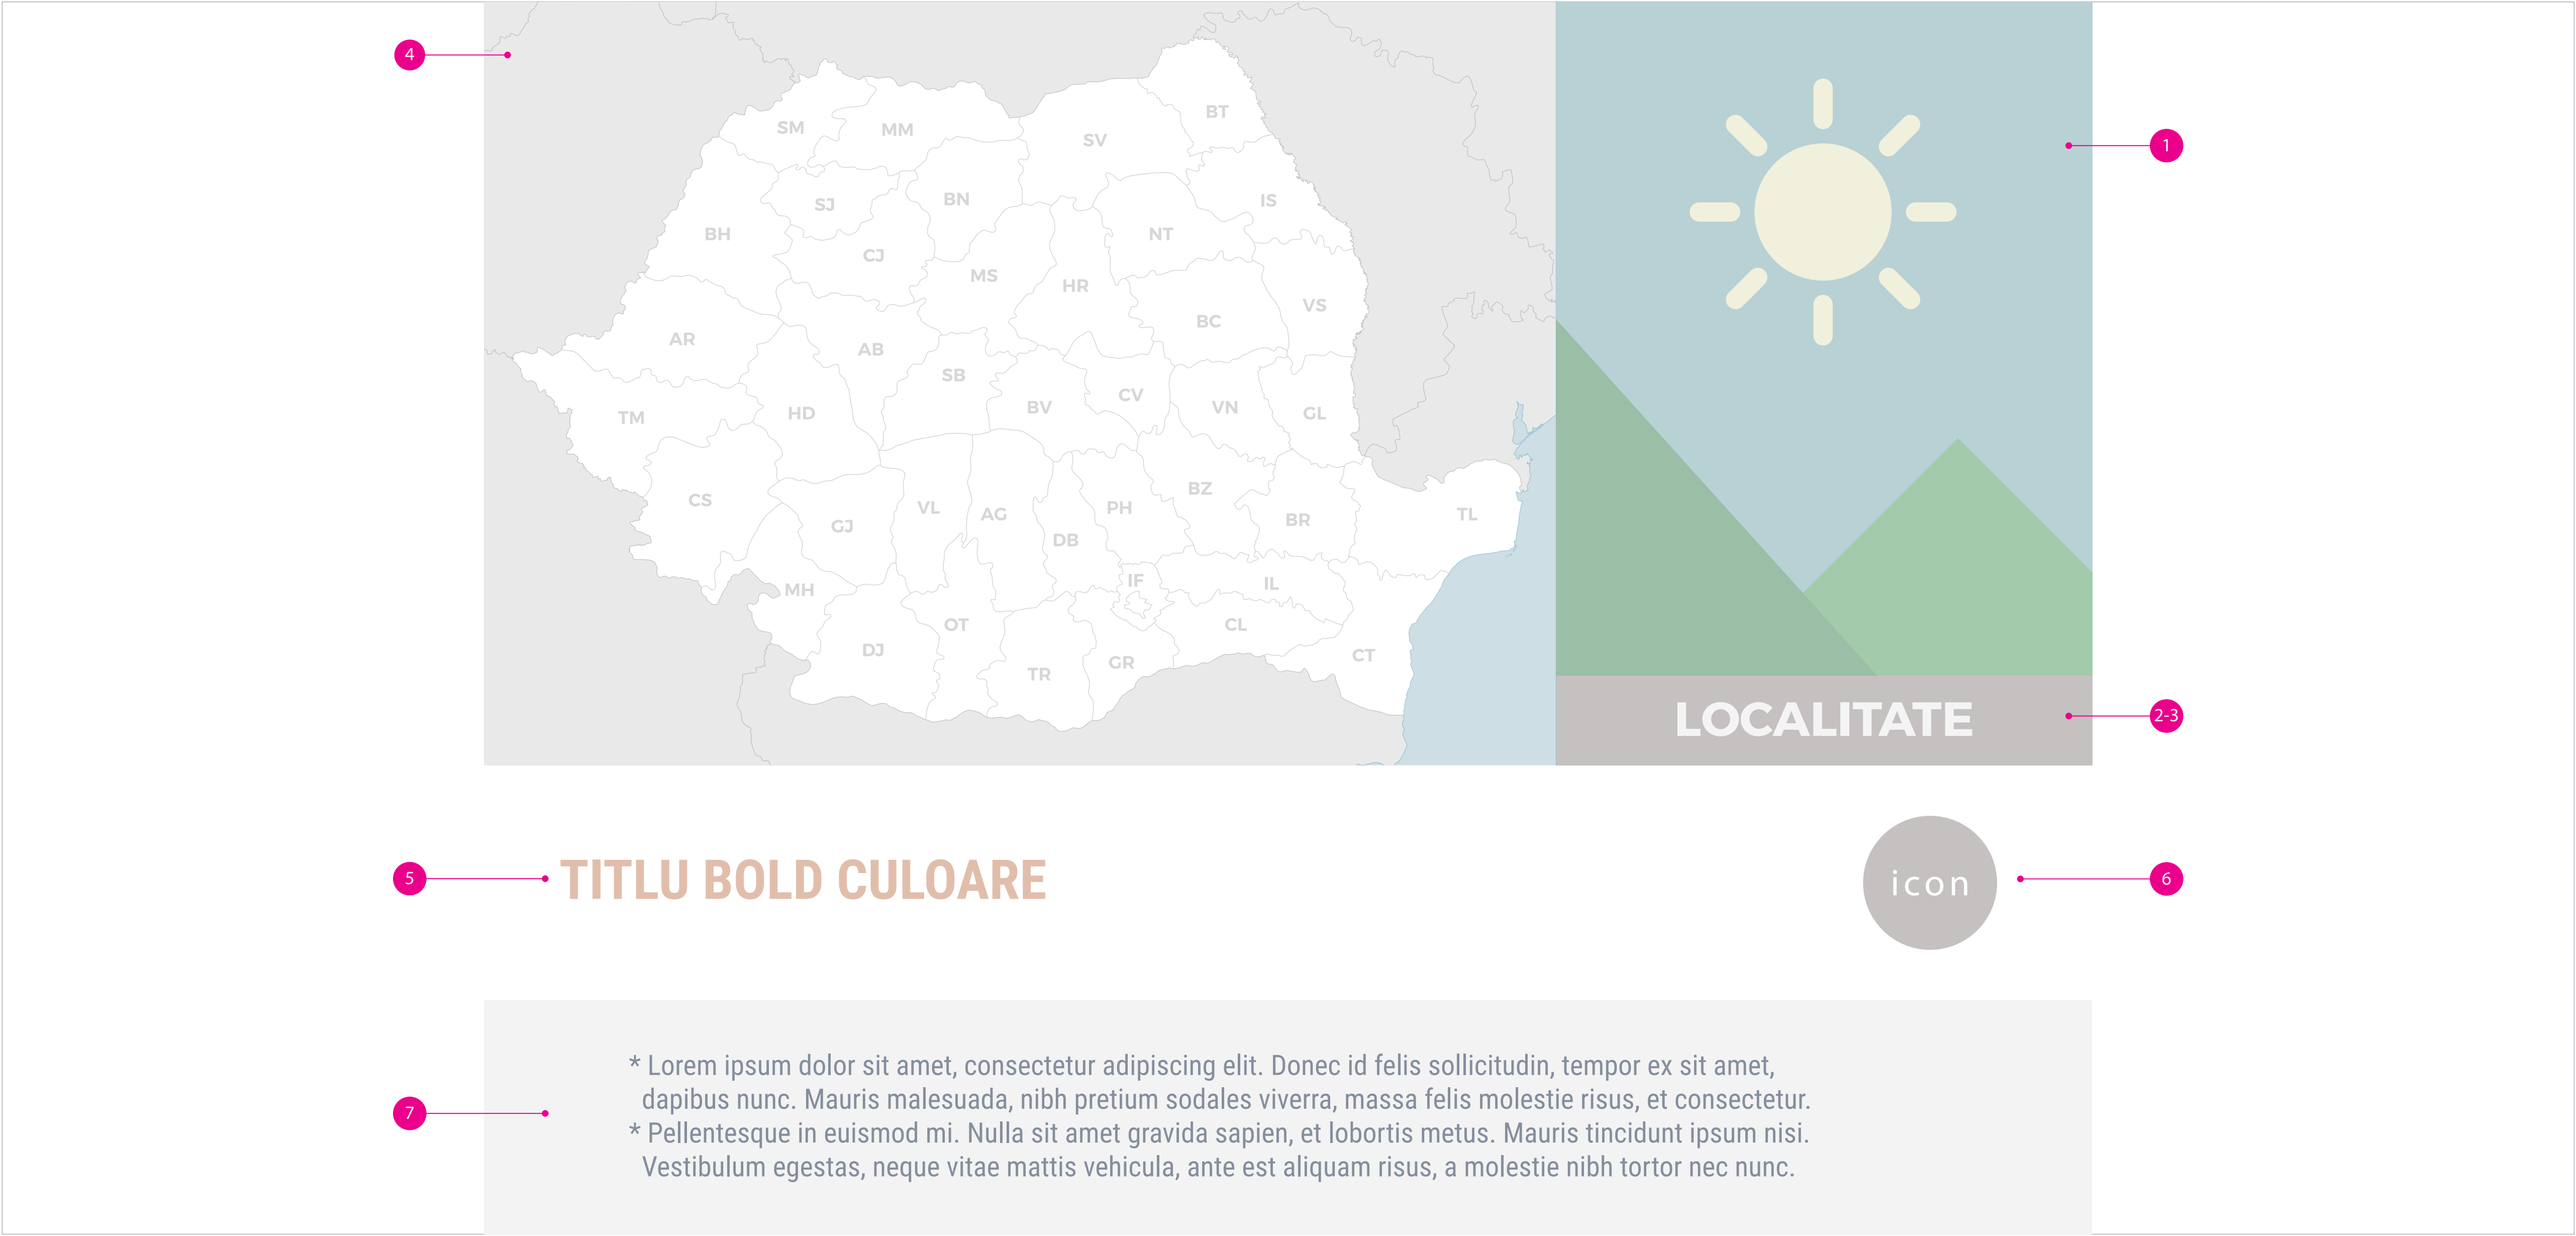 4
1
BT
SM
MM
SV
BN
IS
SJ
BH
NT
CJ
MS
HR
VS
BC
AR
AB
SB
CV
BV
VN
TM
HD
GL
BZ
CS
VL
PH
AG
BR
TL
GJ
DB
IF
IL
MH
OT
CL
DJ
CT
GR
TR
LOCALITATE
2-3
5
TITLU BOLD CULOARE
icon
6
* Lorem ipsum dolor sit amet, consectetur adipiscing elit. Donec id felis sollicitudin, tempor ex sit amet,
dapibus nunc. Mauris malesuada, nibh pretium sodales viverra, massa felis molestie risus, et consectetur.
7
* Pellentesque in euismod mi. Nulla sit amet gravida sapien, et lobortis metus. Mauris tincidunt ipsum nisi.
Vestibulum egestas, neque vitae mattis vehicula, ante est aliquam risus, a molestie nibh tortor nec nunc.